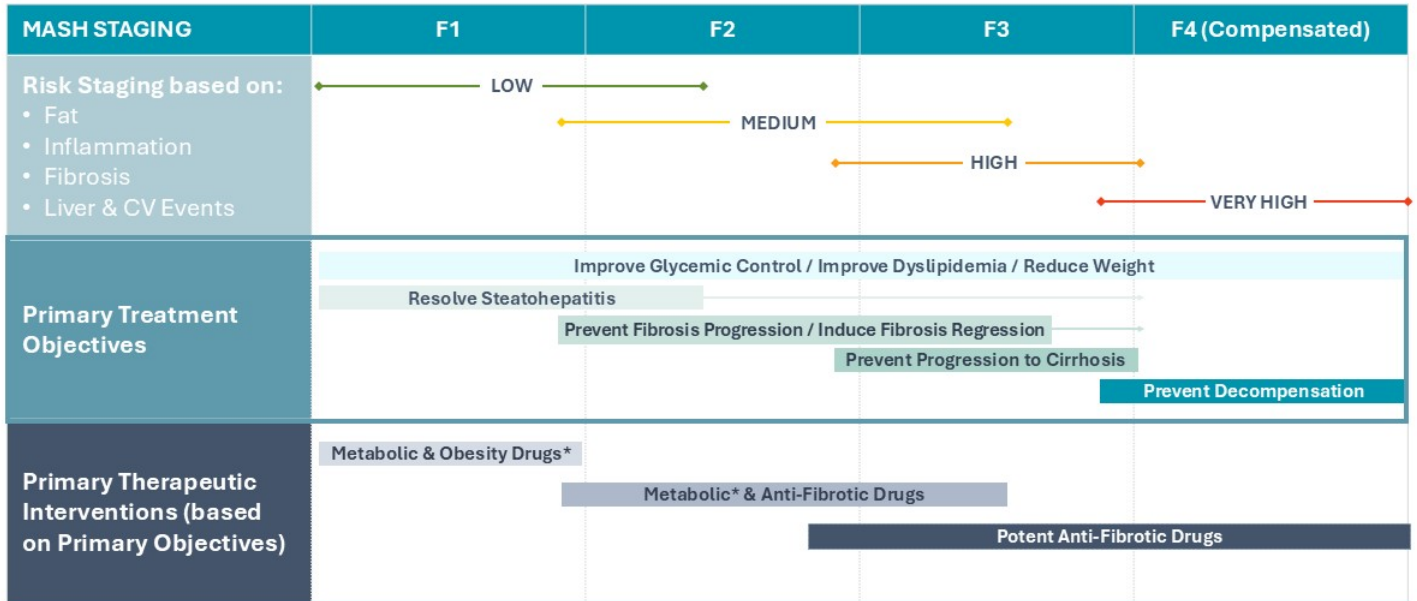 MASH STAGING
F1
F2
F3
F4 (Compensated)
Risk Staging based on:
• Fat
• Inflammation
• Fibrosis
• Liver & CV Events
LOW
MEDIUM
HIGH
VERY HIGH
Primary Treatment
Objectives
Improve Glycemic Control / Improve Dyslipidemia / Reduce Weight
Resolve Steatohepatitis
Prevent Fibrosis Progression / Induce Fibrosis Regression
Prevent Progression to Cirrhosis
Prevent Decompensation
Primary Therapeutic
Interventions (based
on Primary Objectives)
Metabolic & Obesity Drugs*
Metabolic* & Anti-Fibrotic Drugs
Potent Anti-Fibrotic Drugs